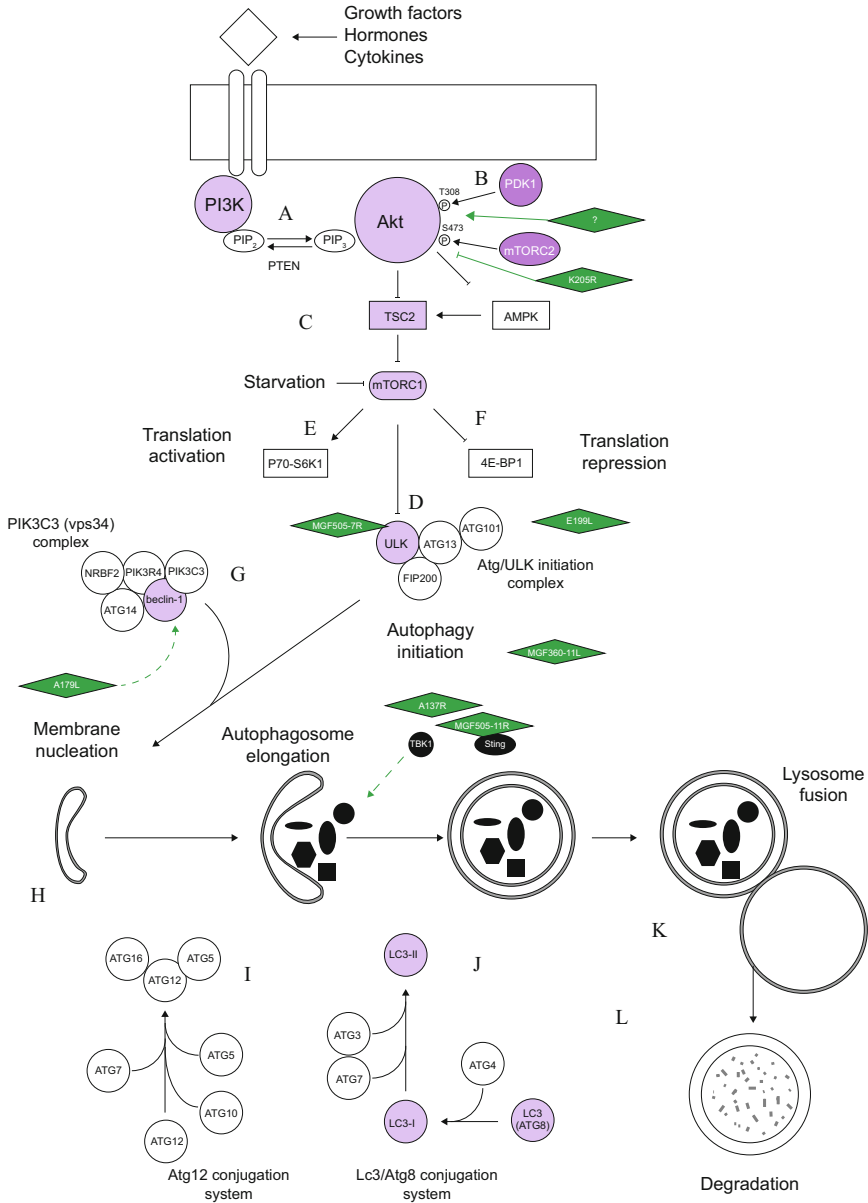 Growth factors
Hormones
Cytokines
PI3K
A
PIP2
PIP3
PTEN
Akt
T308
P
B
PDK1
?
S473
P
mTORC2
K205R
C
TSC2
AMPK
Starvation
mTORC1
E
F
Translation
activation
P70-S6K1
4E-BP1
Translation
repression
D
MGF505-7R
E199L
ULK
ATG13
ATG101
FIP200
Atg/ULK initiation
complex
PIK3C3 (vps34)
complex
NRBF2
PIK3R4
PIK3C3
G
beclin-1
ATG14
Autophagy
initiation
MGF360-11L
A179L
A137R
MGF505-11R
TBK1
Sting
Membrane
nucleation
Autophagosome
elongation
Lysosome
fusion
H
K
ATG16
ATG5
ATG12
I
LC3-II
J
L
ATG7
ATG5
ATG10
ATG12
ATG3
ATG7
ATG4
LC3-I
LC3
(ATG8)
Atg12 conjugation
system
Lc3/Atg8 conjugation
system
Degradation